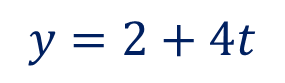 y = 2 + 4t